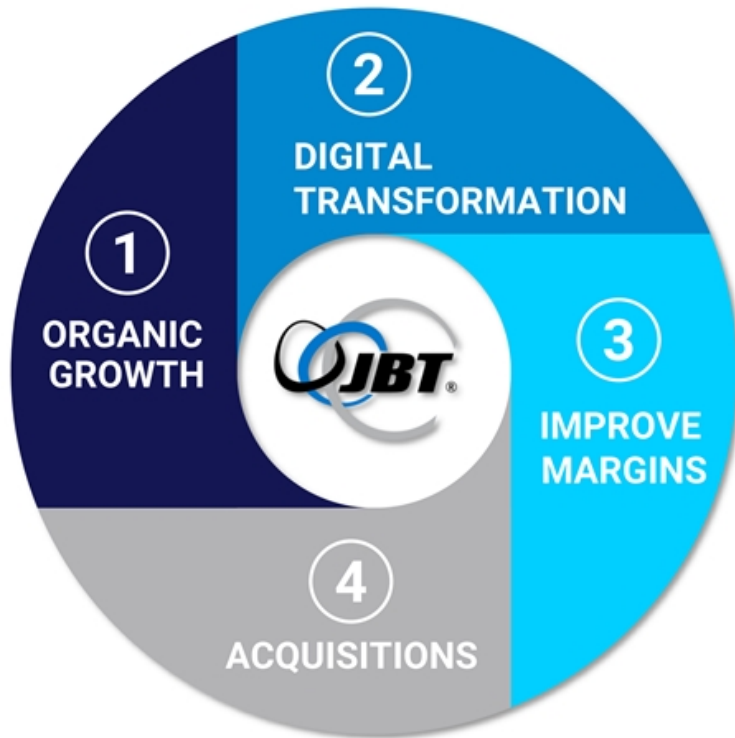 1
ORGANIC
GROWTH
2
DIGITAL
TRANSFORMATION
3
IMPROVE
MARGINS
4
ACQUISITIONS
JBT®